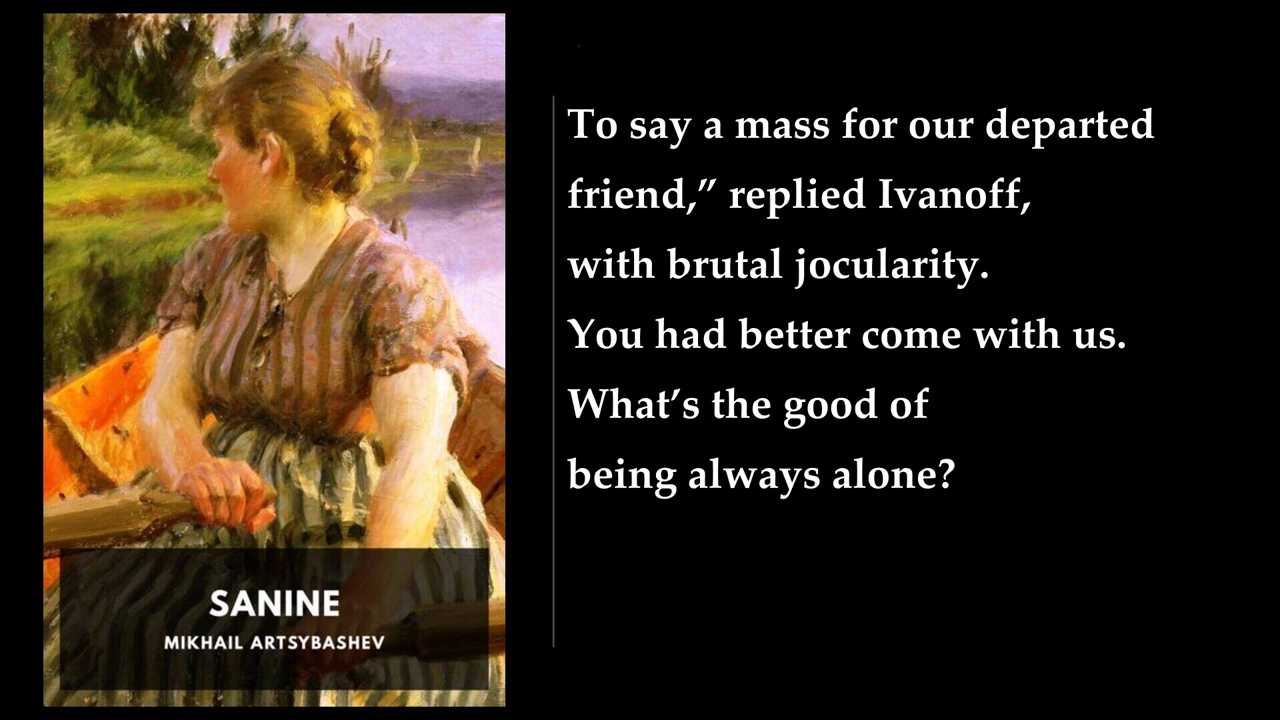 SANINE
MIKHAIL ARTSYBASHEV
To say a mass for our departed
friend,” replied Ivanoff,
with brutal jocularity.
You had better come with us.
What’s the good of
being always alone?